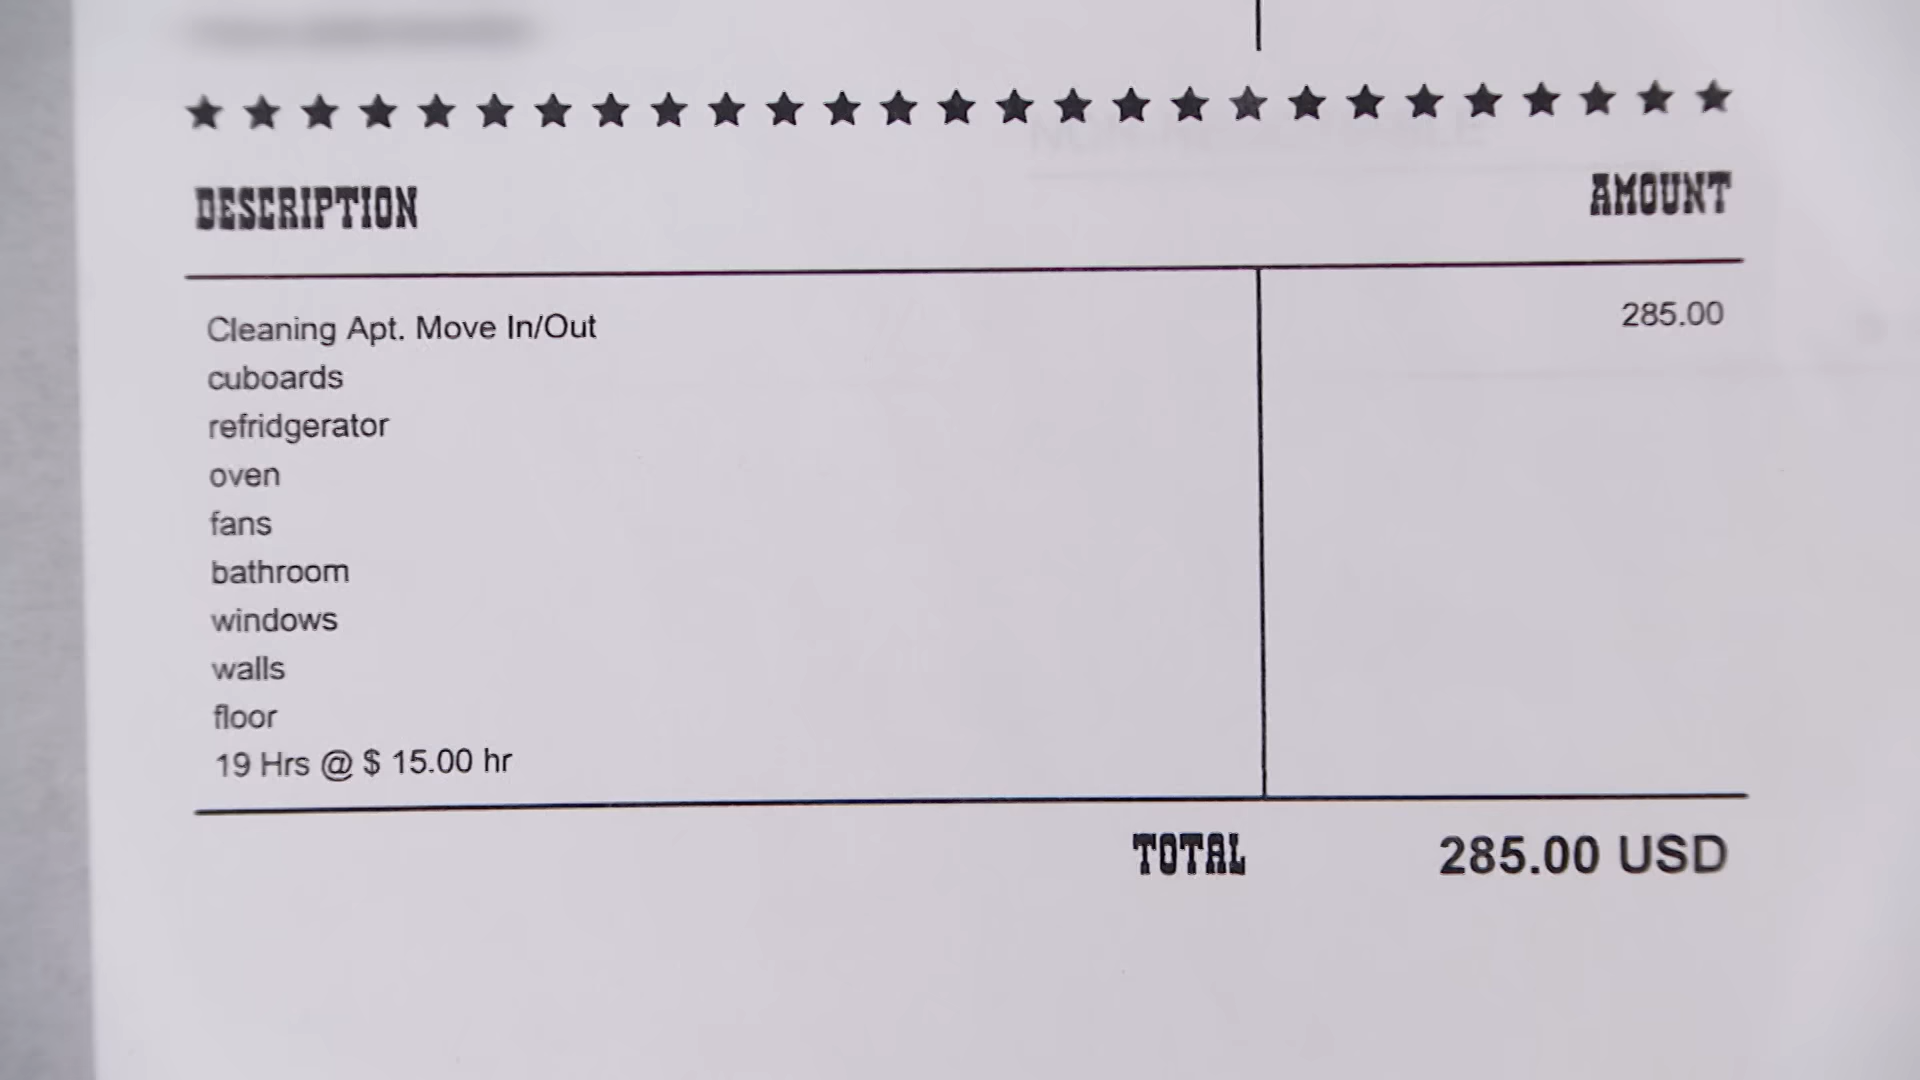 DESCRIPTION AMOUNT
Cleaning Apt. Move In/Out 285.00
cuboards
refridgerator
oven
fans
bathroom
windows
walls
floor
19 Hrs @ $ 15.00 hr
TOTAL 285.00 USD